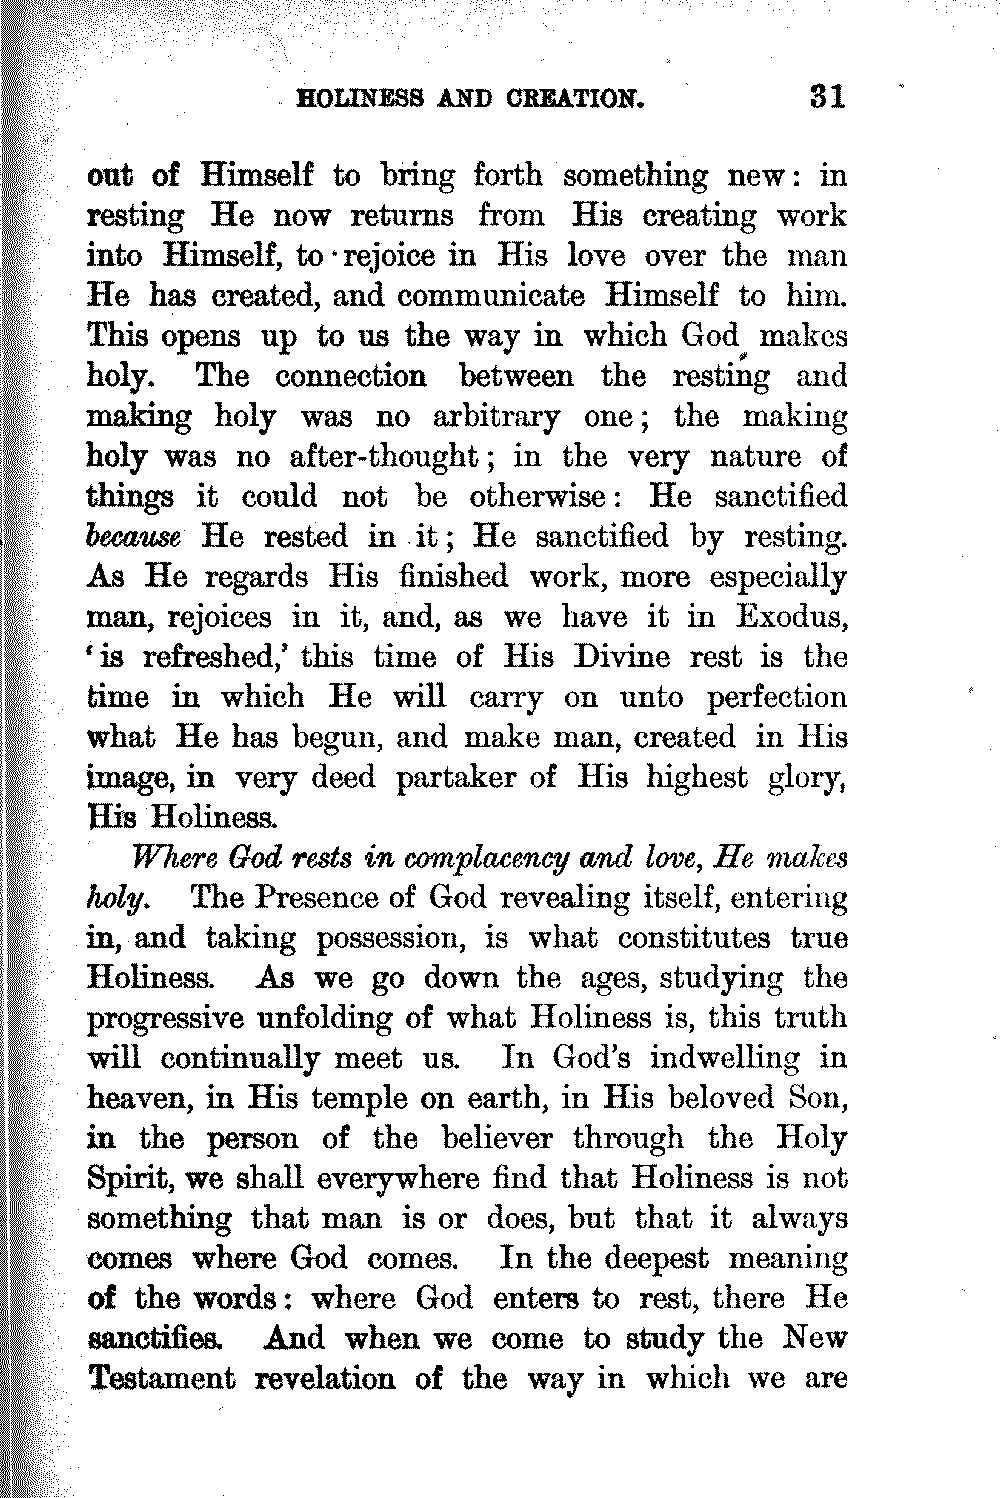 HOLINESS AND CREATION. 31
out of Himself to bring forth something new: in
resting He now returns from His creating work
into Himself, to rejoice in His love over the man
He has created, and communicate Himself to him.
This opens up to us the way in which God makes
holy. The connection between the resting and
making holy was no arbitrary one; the making
holy was no after-thought; in the very nature of
things it could not be otherwise: He sanctified
because He rested in it; He sanctified by resting.
As He regards His finished work, more especially
man, rejoices in it, and, as we have it in Exodus,
‘is refreshed,’ this time of His Divine rest is the
time in which He will carry on unto perfection
what He has begun, and make man, created in His
image, in very deed partaker of His highest glory,
His Holiness.
Where God rests in complacency and love, He makes
holy. The Presence of God revealing itself, entering
in, and taking possession, is what constitutes true
Holiness. As we go down the ages, studying the
progressive unfolding of what Holiness is, this truth
will continually meet us. In God's indwelling in
heaven, in His temple on earth, in His beloved Son,
in the person of the believer through the Holy
Spirit, we shall everywhere find that Holiness is not
something that man is or does, but that it always
comes where God comes. In the deepest meaning
of the words: where God enters to rest, there He
sanctifies. And when we come to study the New
Testament revelation of the way in which we are